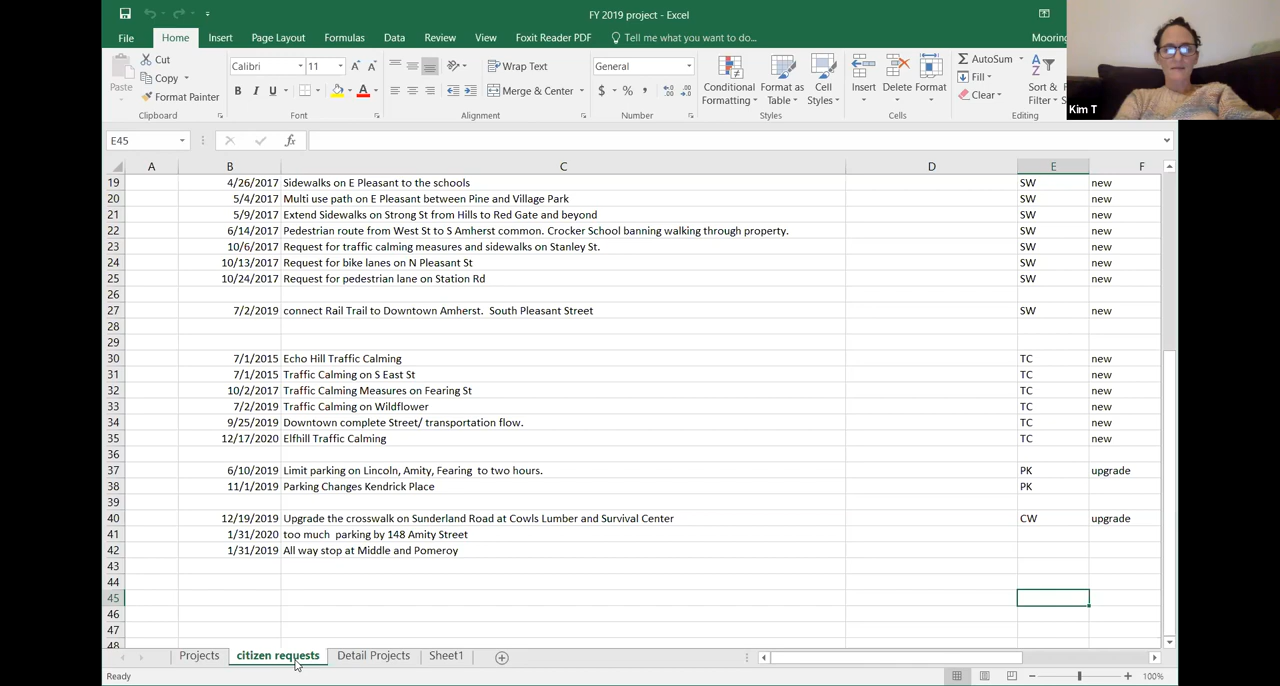 FY 2019 project - Excel
File Home Insert Page Layout Formulas Data Review View Foxit Reader PDF Tell me what you want to do... Mooring
Cut
Copy
Format Painter
Paste
Clipboard
Calibri 11
B I U
Font
Wrap Text
Merge & Center
Alignment
General
$ % ,
Number
Conditional Formatting
Format as Table
Cell Styles
Styles
Insert Delete Format
Cells
AutoSum
Fill
Clear
Sort & Filter
Editing
Kim T
E45 fx
A B C D E F
19 4/26/2017 Sidewalks on E Pleasant to the schools SW new
20 5/4/2017 Multi use path on E Pleasant between Pine and Village Park SW new
21 5/9/2017 Extend Sidewalks on Strong St from Hills to Red Gate and beyond SW new
22 6/14/2017 Pedestrian route from West St to S Amherst common. Crocker School banning walking through property. SW new
23 10/6/2017 Request for traffic calming measures and sidewalks on Stanley St. SW new
24 10/13/2017 Request for bike lanes on N Pleasant St SW new
25 10/24/2017 Request for pedestrian lane on Station Rd SW new
26
27 7/2/2019 connect Rail Trail to Downtown Amherst. South Pleasant Street SW new
28
29
30 7/1/2015 Echo Hill Traffic Calming TC new
31 7/1/2015 Traffic Calming on S East St TC new
32 10/2/2017 Traffic Calming Measures on Fearing St TC new
33 7/2/2019 Traffic Calming on Wildflower TC new
34 9/25/2019 Downtown complete Street/ transportation flow. TC new
35 12/17/2020 Elfhill Traffic Calming TC new
36
37 6/10/2019 Limit parking on Lincoln, Amity, Fearing to two hours. PK upgrade
38 11/1/2019 Parking Changes Kendrick Place PK
39
40 12/19/2019 Upgrade the crosswalk on Sunderland Road at Cowls Lumber and Survival Center CW upgrade
41 1/31/2020 too much parking by 148 Amity Street
42 1/31/2019 All way stop at Middle and Pomeroy
43
44
45
46
47
48
Projects citizen requests Detail Projects Sheet1
Ready 100%